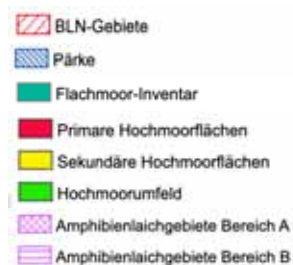 BLN-Gebiete
Pärke
Flachmoor-Inventar
Primare Hochmoorflächen
Sekundäre Hochmoorflächen
Hochmoorumfeld
Amphibienlaichgebiete Bereich A
Amphibienlaichgebiete Bereich B